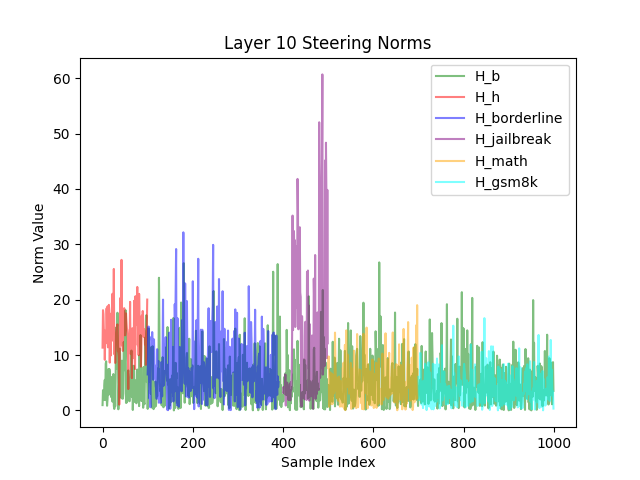 Layer 10 Steering Norms
H_b
H_h
H_borderline
H_jailbreak
H_math
H_gsm8k
60
50
40
30
20
10
0
Norm Value
0 200 400 600 800 1000
Sample Index